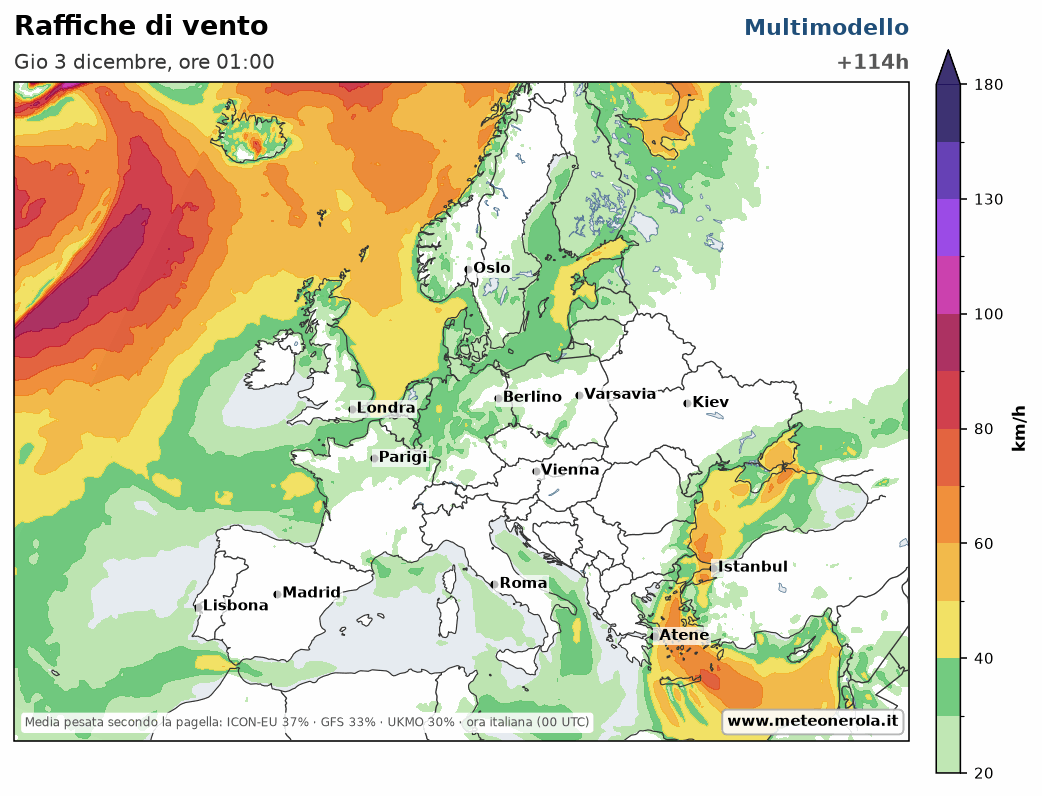 Raffiche di vento
Multimodello
Gio 3 dicembre, ore 01:00
+114h
180
130
100
80
60
40
20
km/h
Oslo
Londra
Berlino
Varsavia
Kiev
Parigi
Vienna
Istanbul
Roma
Madrid
Lisbona
Atene
Media pesata secondo la pagella: ICON-EU 37% · GFS 33% · UKMO 30% · ora italiana (00 UTC)
www.meteonerola.it